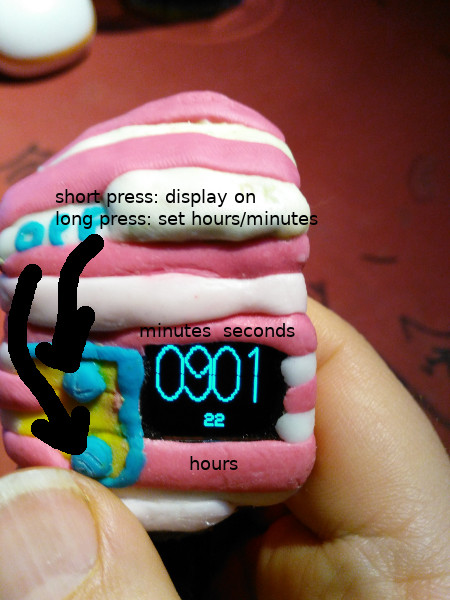 short press: display on
long press: set hours/minutes
minutes seconds
0901
22
hours